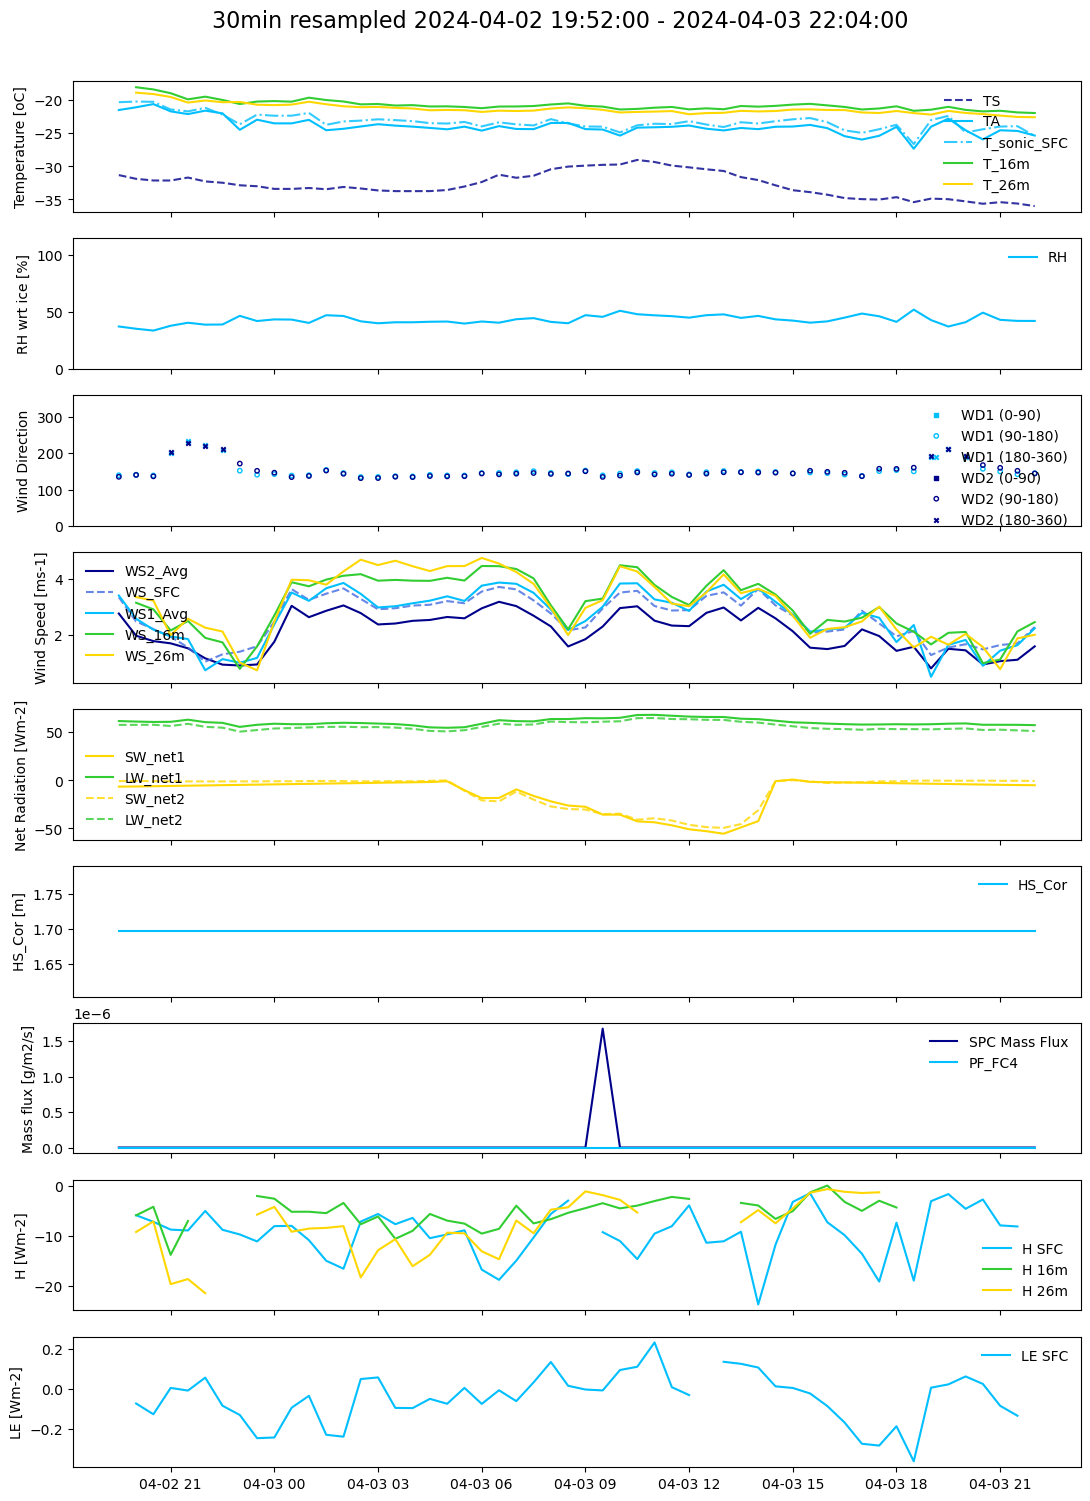 30min resampled 2024-04-02 19:52:00 - 2024-04-03 22:04:00
Temperature [oC]
−20
−25
−30
−35
TS
TA
T_sonic_SFC
T_16m
T_26m
RH wrt ice [%]
100
50
0
RH
Wind Direction
300
200
100
0
WD1 (0-90)
WD1 (90-180)
WD1 (180-360)
WD2 (0-90)
WD2 (90-180)
WD2 (180-360)
Wind Speed [ms-1]
4
2
WS2_Avg
WS_SFC
WS1_Avg
WS_16m
WS_26m
Net Radiation [Wm-2]
50
0
−50
SW_net1
LW_net1
SW_net2
LW_net2
HS_Cor [m]
1.75
1.70
1.65
HS_Cor
1e−6
Mass flux [g/m2/s]
1.5
1.0
0.5
0.0
SPC Mass Flux
PF_FC4
H [Wm-2]
0
−10
−20
H SFC
H 16m
H 26m
LE [Wm-2]
0.2
0.0
−0.2
LE SFC
04-02 21
04-03 00
04-03 03
04-03 06
04-03 09
04-03 12
04-03 15
04-03 18
04-03 21